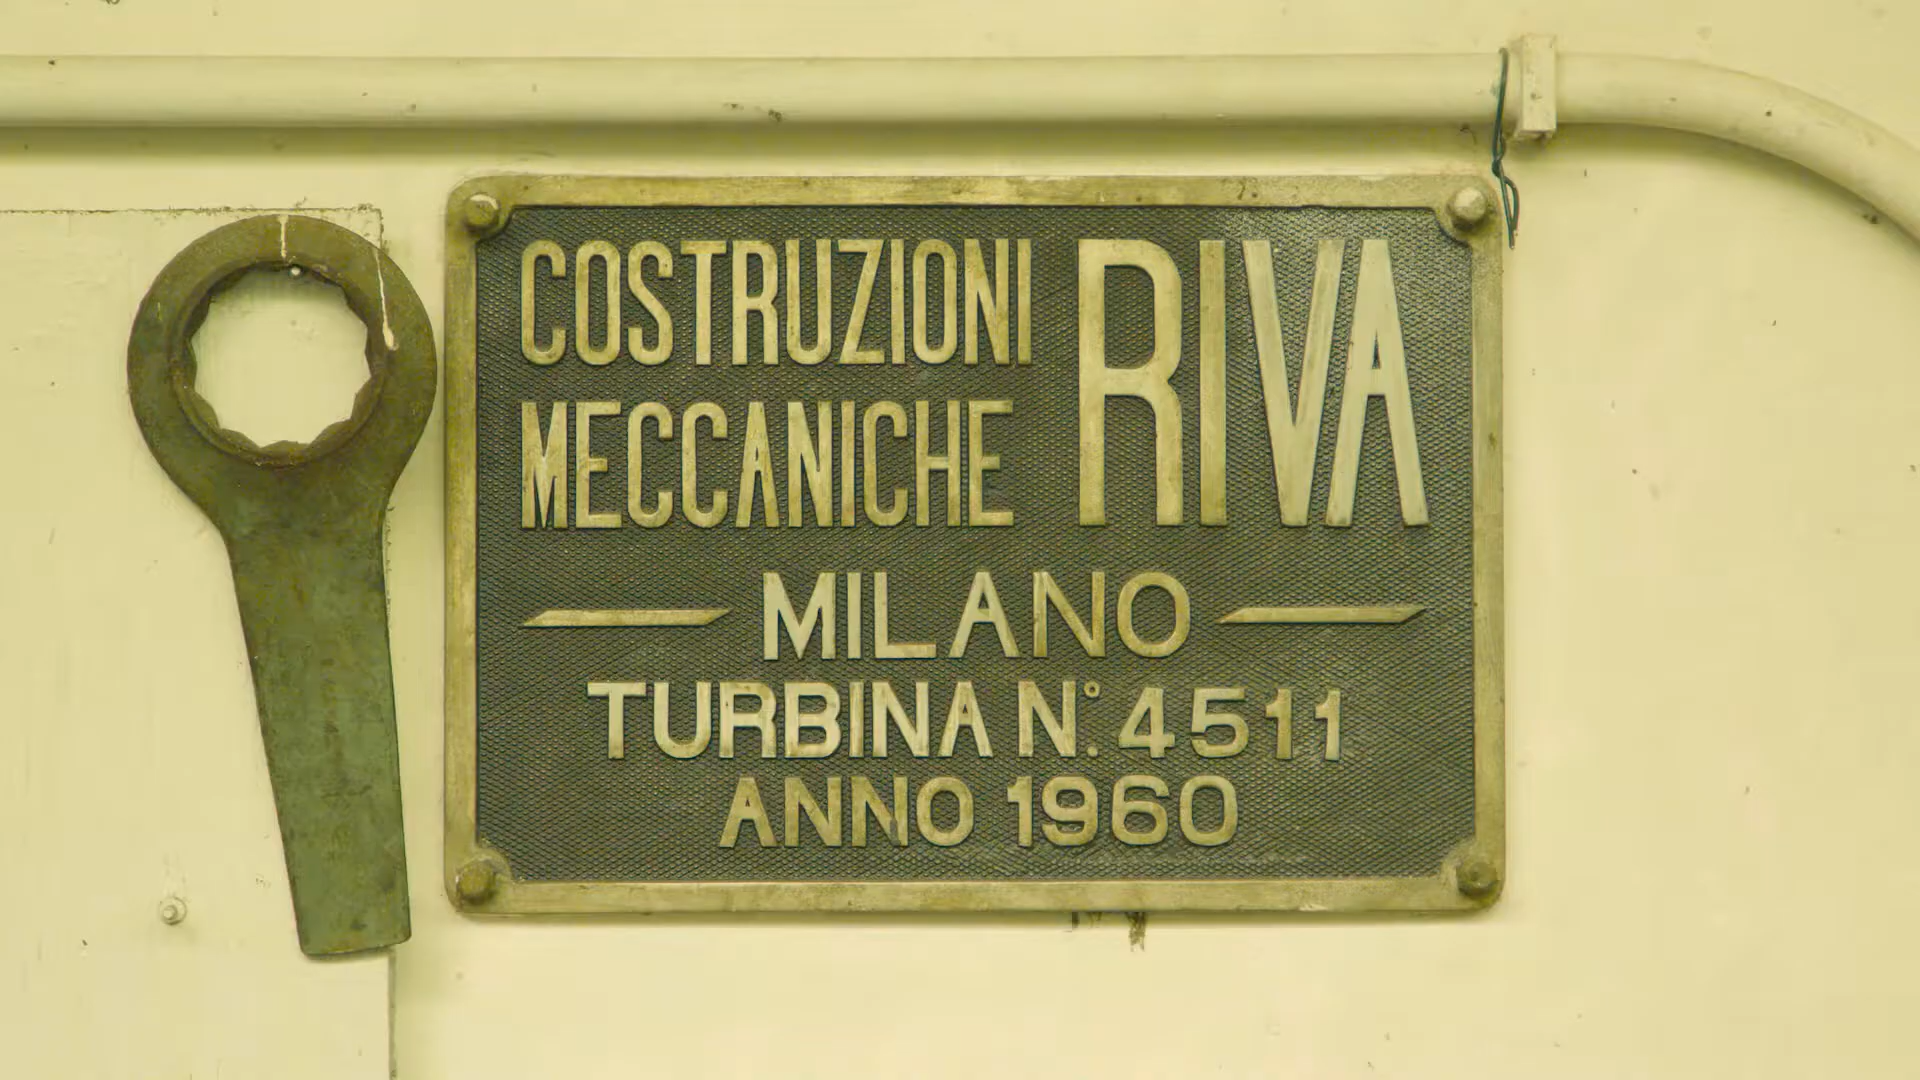 COSTRUZIONI
MECCANICHE
RIVA
MILANO
TURBINA N° 4511
ANNO 1960